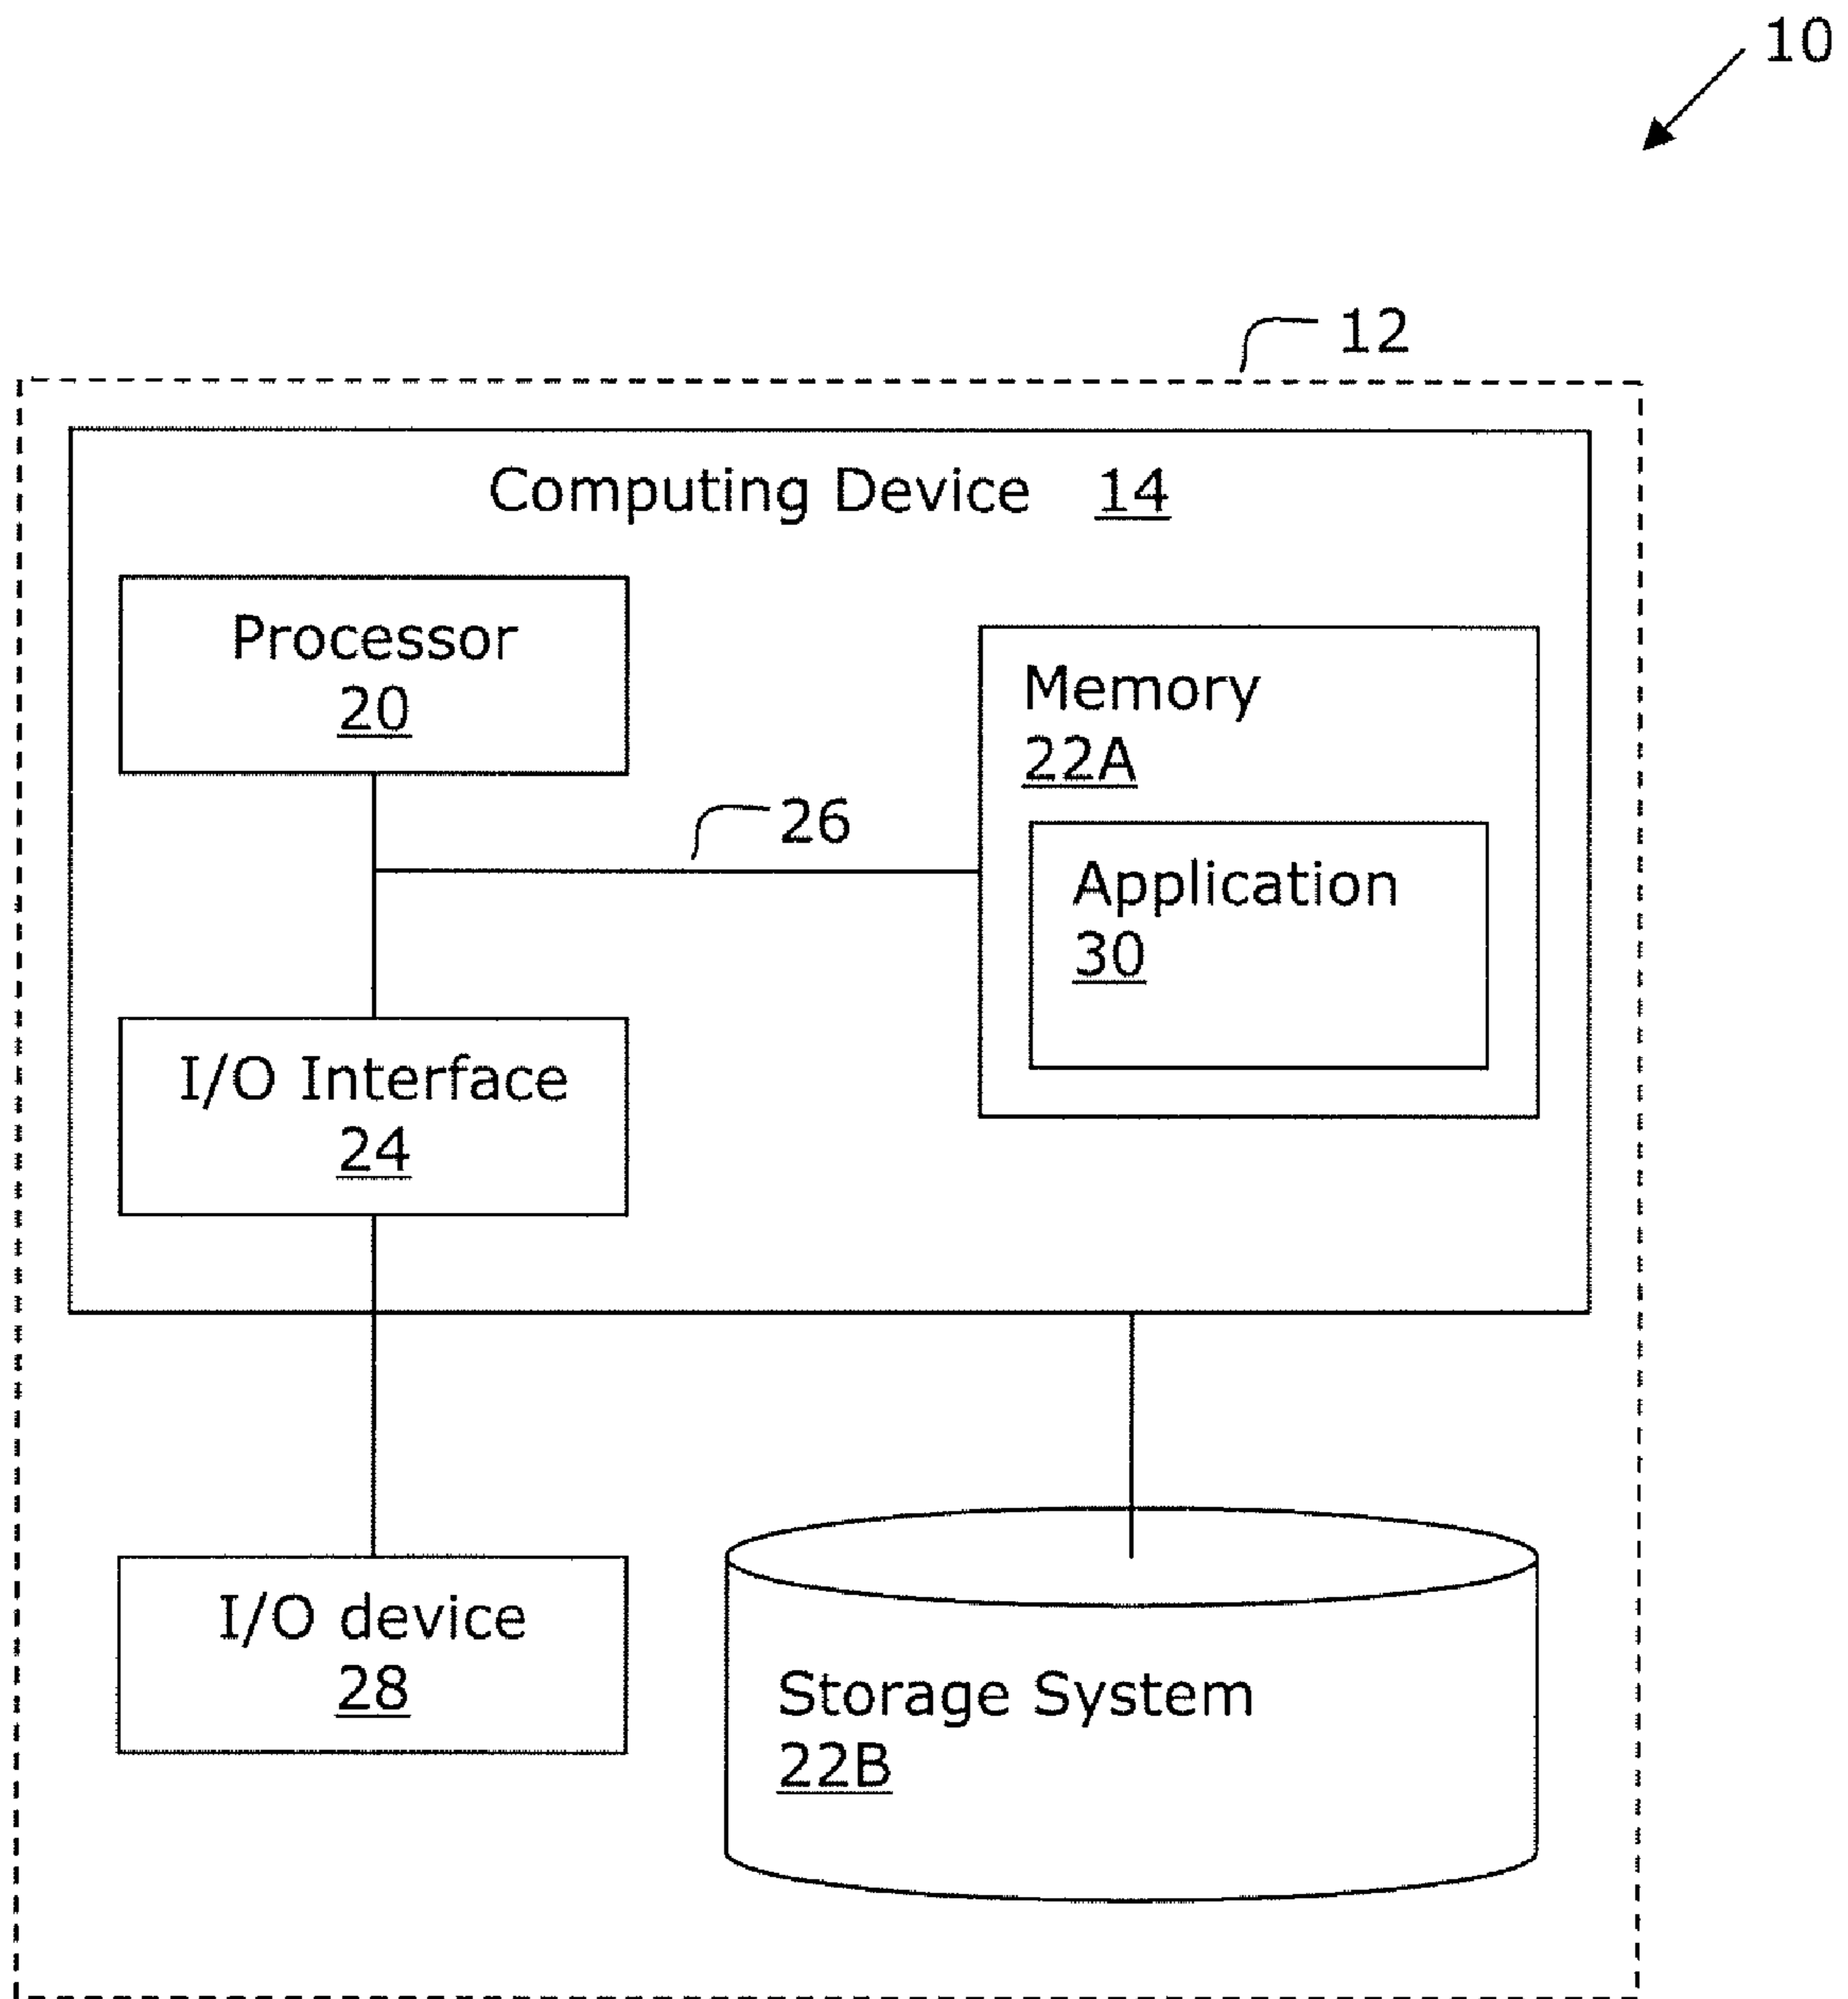 10
12
Computing Device 14
Processor
20
Memory
22A
26
Application
30
I/O Interface
24
I/O device
28
Storage System
22B